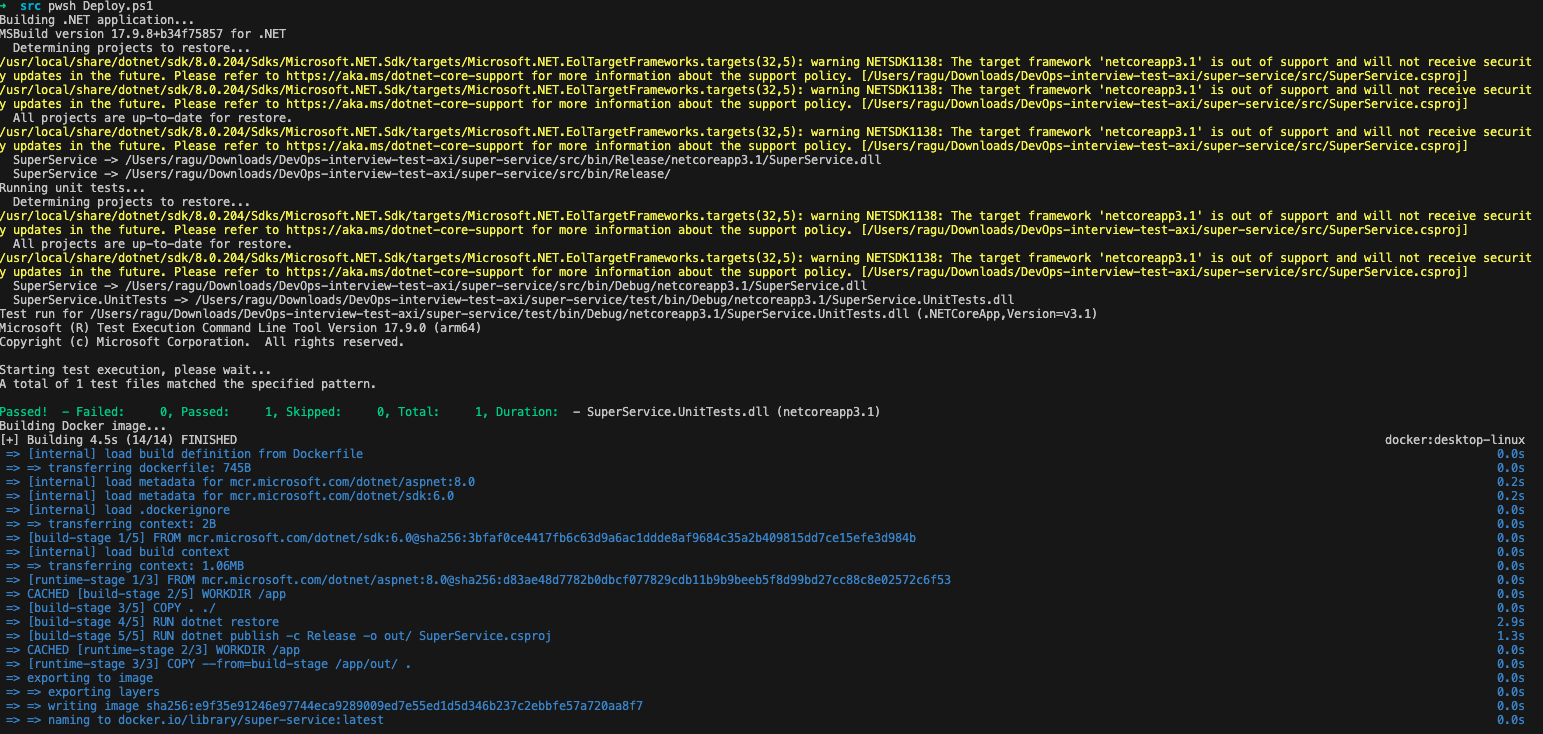 →  src pwsh Deploy.ps1
Building .NET application...
MSBuild version 17.9.8+b34f75857 for .NET
  Determining projects to restore...
/usr/local/share/dotnet/sdk/8.0.204/Sdks/Microsoft.NET.Sdk/targets/Microsoft.NET.EolTargetFrameworks.targets(32,5): warning NETSDK1138: The target framework 'netcoreapp3.1' is out of support and will not receive securit
y updates in the future. Please refer to https://aka.ms/dotnet-core-support for more information about the support policy. [/Users/ragu/Downloads/DevOps-interview-test-axi/super-service/src/SuperService.csproj]
/usr/local/share/dotnet/sdk/8.0.204/Sdks/Microsoft.NET.Sdk/targets/Microsoft.NET.EolTargetFrameworks.targets(32,5): warning NETSDK1138: The target framework 'netcoreapp3.1' is out of support and will not receive securit
y updates in the future. Please refer to https://aka.ms/dotnet-core-support for more information about the support policy. [/Users/ragu/Downloads/DevOps-interview-test-axi/super-service/src/SuperService.csproj]
  All projects are up-to-date for restore.
/usr/local/share/dotnet/sdk/8.0.204/Sdks/Microsoft.NET.Sdk/targets/Microsoft.NET.EolTargetFrameworks.targets(32,5): warning NETSDK1138: The target framework 'netcoreapp3.1' is out of support and will not receive securit
y updates in the future. Please refer to https://aka.ms/dotnet-core-support for more information about the support policy. [/Users/ragu/Downloads/DevOps-interview-test-axi/super-service/src/SuperService.csproj]
  SuperService -> /Users/ragu/Downloads/DevOps-interview-test-axi/super-service/src/bin/Release/netcoreapp3.1/SuperService.dll
  SuperService -> /Users/ragu/Downloads/DevOps-interview-test-axi/super-service/src/bin/Release/
Running unit tests...
  Determining projects to restore...
/usr/local/share/dotnet/sdk/8.0.204/Sdks/Microsoft.NET.Sdk/targets/Microsoft.NET.EolTargetFrameworks.targets(32,5): warning NETSDK1138: The target framework 'netcoreapp3.1' is out of support and will not receive securit
y updates in the future. Please refer to https://aka.ms/dotnet-core-support for more information about the support policy. [/Users/ragu/Downloads/DevOps-interview-test-axi/super-service/src/SuperService.csproj]
  All projects are up-to-date for restore.
/usr/local/share/dotnet/sdk/8.0.204/Sdks/Microsoft.NET.Sdk/targets/Microsoft.NET.EolTargetFrameworks.targets(32,5): warning NETSDK1138: The target framework 'netcoreapp3.1' is out of support and will not receive securit
y updates in the future. Please refer to https://aka.ms/dotnet-core-support for more information about the support policy. [/Users/ragu/Downloads/DevOps-interview-test-axi/super-service/src/SuperService.csproj]
  SuperService -> /Users/ragu/Downloads/DevOps-interview-test-axi/super-service/src/bin/Debug/netcoreapp3.1/SuperService.dll
  SuperService.UnitTests -> /Users/ragu/Downloads/DevOps-interview-test-axi/super-service/test/bin/Debug/netcoreapp3.1/SuperService.UnitTests.dll
Test run for /Users/ragu/Downloads/DevOps-interview-test-axi/super-service/test/bin/Debug/netcoreapp3.1/SuperService.UnitTests.dll (.NETCoreApp,Version=v3.1)
Microsoft (R) Test Execution Command Line Tool Version 17.9.0 (arm64)
Copyright (c) Microsoft Corporation.  All rights reserved.

Starting test execution, please wait...
A total of 1 test files matched the specified pattern.

Passed!  - Failed:     0, Passed:     1, Skipped:     0, Total:     1, Duration:  - SuperService.UnitTests.dll (netcoreapp3.1)
Building Docker image...
[+] Building 4.5s (14/14) FINISHED docker:desktop-linux
 => [internal] load build definition from Dockerfile 0.0s
 => => transferring dockerfile: 745B 0.0s
 => [internal] load metadata for mcr.microsoft.com/dotnet/aspnet:8.0 0.2s
 => [internal] load metadata for mcr.microsoft.com/dotnet/sdk:6.0 0.2s
 => [internal] load .dockerignore 0.0s
 => => transferring context: 2B 0.0s
 => [build-stage 1/5] FROM mcr.microsoft.com/dotnet/sdk:6.0@sha256:3bfaf0ce4417fb6c63d9a6ac1ddde8af9684c35a2b409815dd7ce15efe3d984b 0.0s
 => [internal] load build context 0.0s
 => => transferring context: 1.06MB 0.0s
 => [runtime-stage 1/3] FROM mcr.microsoft.com/dotnet/aspnet:8.0@sha256:d83ae48d7782b0dbcf077829cdb11b9b9beeb5f8d99bd27cc88c8e02572c6f53 0.0s
 => CACHED [build-stage 2/5] WORKDIR /app 0.0s
 => [build-stage 3/5] COPY . ./ 0.0s
 => [build-stage 4/5] RUN dotnet restore 2.9s
 => [build-stage 5/5] RUN dotnet publish -c Release -o out/ SuperService.csproj 1.3s
 => CACHED [runtime-stage 2/3] WORKDIR /app 0.0s
 => [runtime-stage 3/3] COPY --from=build-stage /app/out/ . 0.0s
 => exporting to image 0.0s
 => => exporting layers 0.0s
 => => writing image sha256:e9f35e91246e97744eca9289009ed7e55ed1d5d346b237c2ebbfe57a720aa8f7 0.0s
 => => naming to docker.io/library/super-service:latest 0.0s